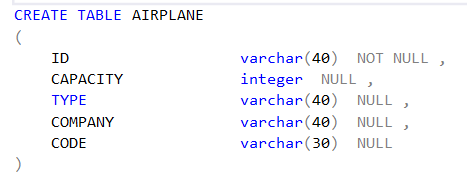 CREATE TABLE AIRPLANE
(
ID varchar(40) NOT NULL ,
CAPACITY integer NULL ,
TYPE varchar(40) NULL ,
COMPANY varchar(40) NULL ,
CODE varchar(30) NULL
)